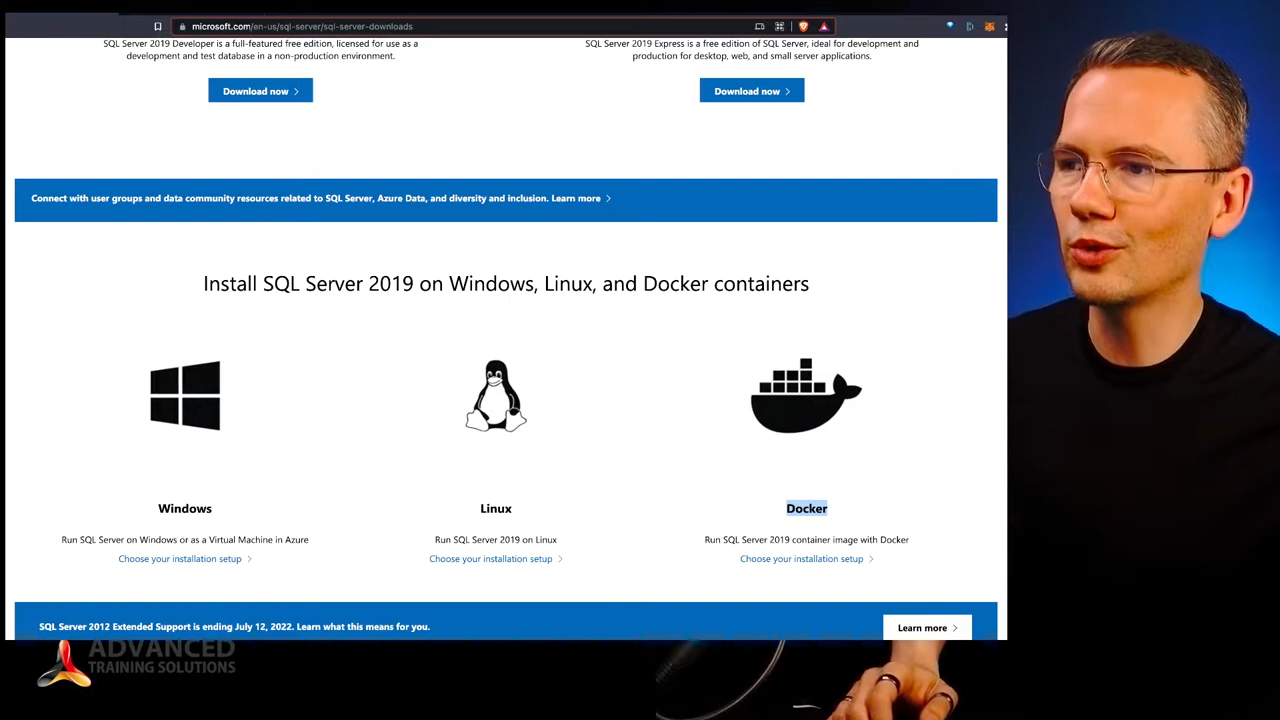 microsoft.com/en-us/sql-server/sql-server-downloads
SQL Server 2019 Developer is a full-featured free edition, licensed for use as a
development and test database in a non-production environment.
Download now
SQL Server 2019 Express is a free edition of SQL Server, ideal for development and
production for desktop, web, and small server applications.
Download now
Connect with user groups and data community resources related to SQL Server, Azure Data, and diversity and inclusion. Learn more
Install SQL Server 2019 on Windows, Linux, and Docker containers
Windows
Run SQL Server on Windows or as a Virtual Machine in Azure
Choose your installation setup
Linux
Run SQL Server 2019 on Linux
Choose your installation setup
Docker
Run SQL Server 2019 container image with Docker
Choose your installation setup
SQL Server 2012 Extended Support is ending July 12, 2022. Learn what this means for you.
Learn more
ADVANCED
TRAINING SOLUTIONS